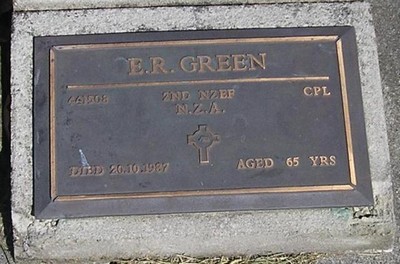 E.R. GREEN
2ND NZEF CPL
N.Z.A.
DIED 20.10.1987 AGED 65 YRS